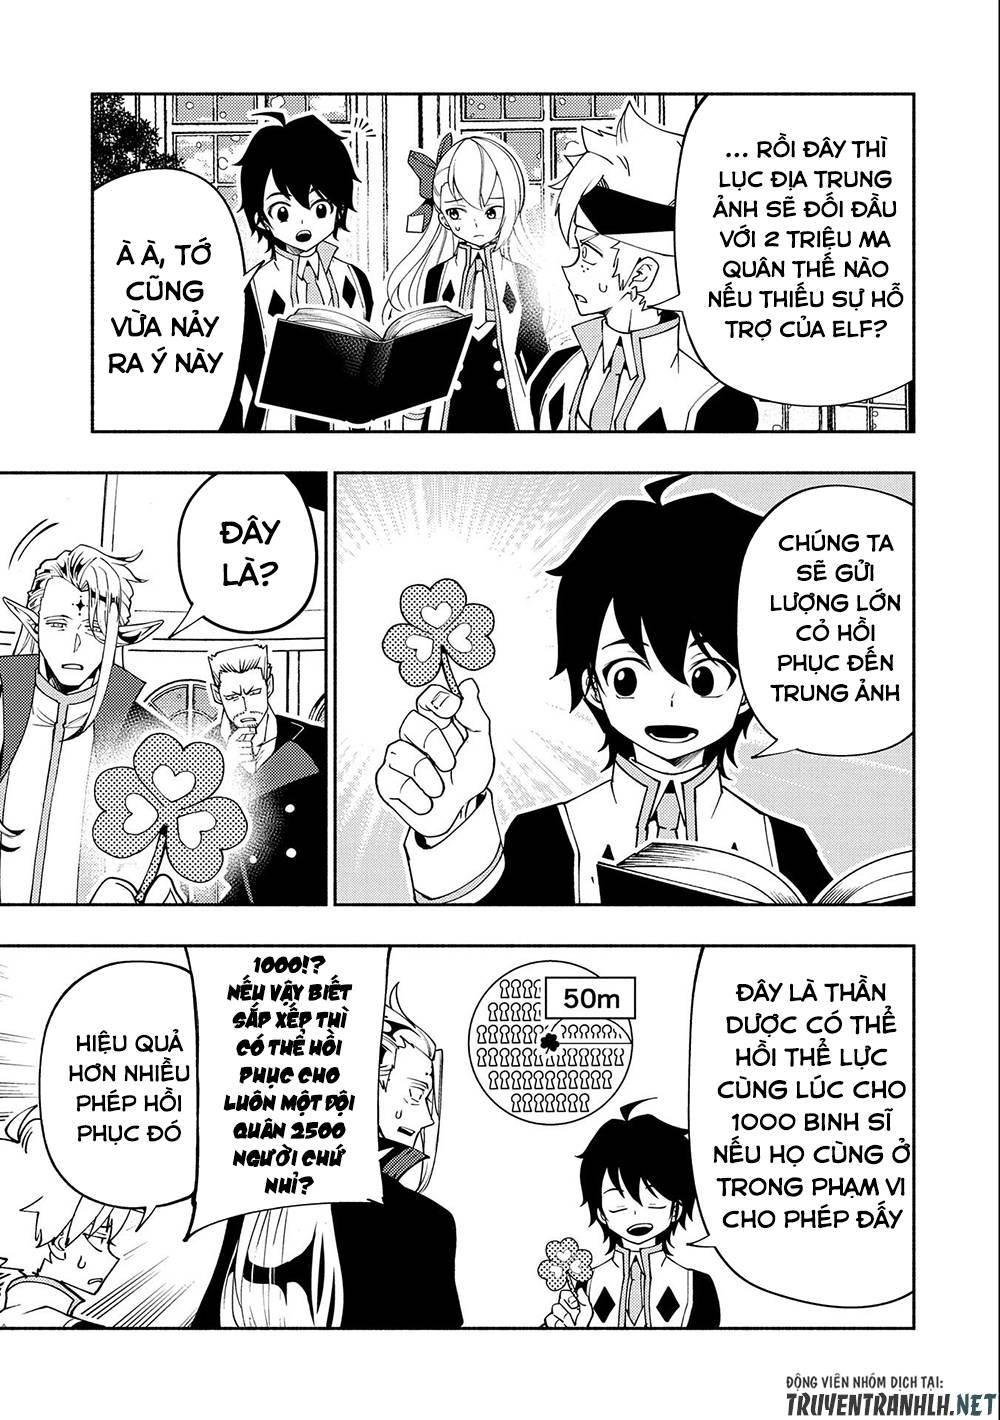 ... RỒI ĐÂY THÌ
LỤC ĐỊA TRUNG
ẢNH SẼ ĐỐI ĐẦU
VỚI 2 TRIỆU MA
QUÂN THẾ NÀO
NẾU THIẾU SỰ HỖ
TRỢ CỦA ELF?
À À, TỚ
CŨNG
VỪA NẢY
RA Ý NÀY
CHÚNG TA
SẼ GỬI
LƯỢNG LỚN
CỎ HỒI
PHỤC ĐẾN
TRUNG ẢNH
ĐÂY
LÀ?
ĐÂY LÀ THẦN
DƯỢC CÓ THỂ
HỒI THỂ LỰC
CÙNG LÚC CHO
1000 BINH SĨ
NẾU HỌ CÙNG Ở
TRONG PHẠM VI
CHO PHÉP ĐẤY
50m
1000!?
NẾU VẬY BIẾT
SẮP XẾP THÌ
CÓ THỂ HỒI
PHỤC CHO
LUÔN MỘT ĐỘI
QUÂN 2500
NGƯỜI CHỨ
NHỈ?
HIỆU QUẢ
HƠN NHIỀU
PHÉP HỒI
PHỤC ĐÓ
ĐỘNG VIÊN NHÓM DỊCH TẠI:
TRUYENTRANHLH.NET